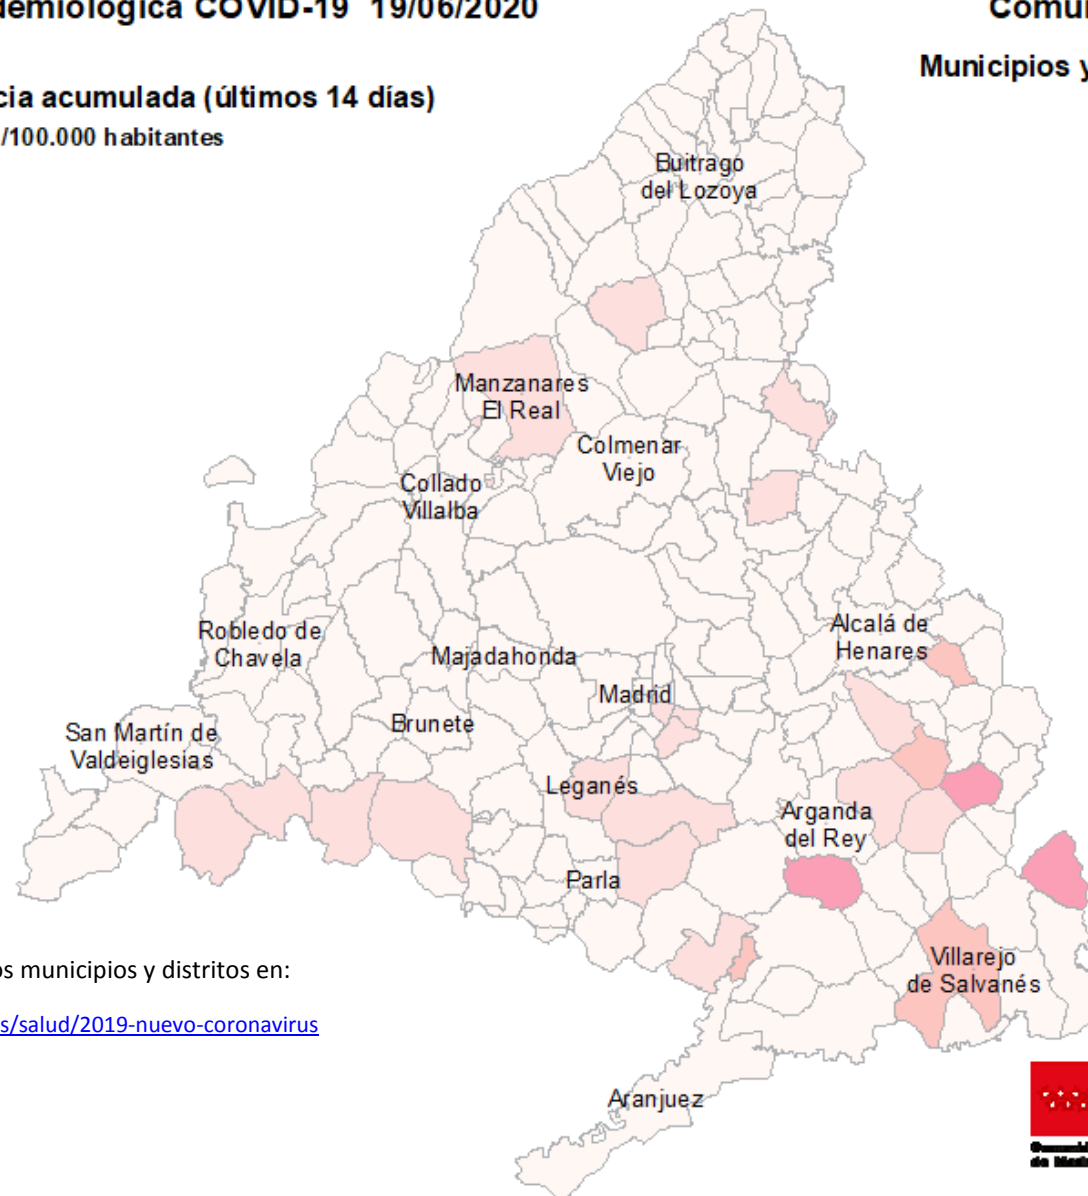 demiológica COVID-19 19/06/2020
Comu
Municipios y
cia acumulada (últimos 14 días)
/100.000 habitantes
Buitrago
del Lozoya
Manzanares
El Real
Colmenar
Viejo
Collado
Villalba
Alcalá de
Henares
Robledo de
Chavela
Majadahonda
Madrid
Brunete
San Martín de
Valdeiglesias
Leganés
Arganda
del Rey
Parla
Villarejo
de Salvanés
os municipios y distritos en:
s/salud/2019-nuevo-coronavirus
Aranjuez